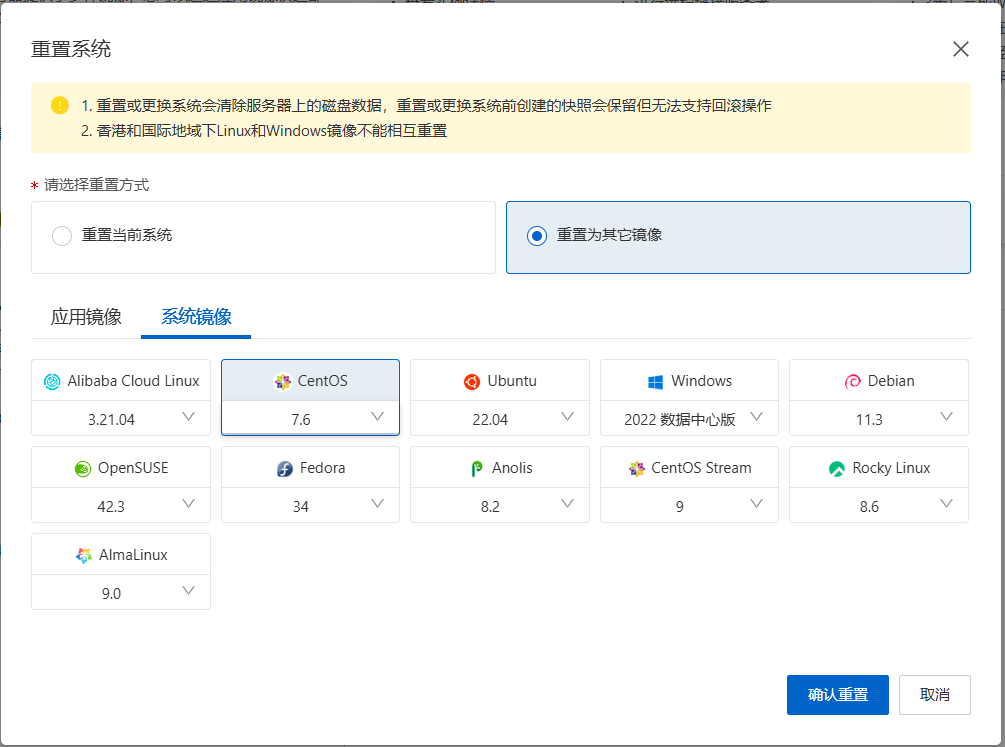 重置系统
1. 重置或更换系统会清除服务器上的磁盘数据，重置或更换系统前创建的快照会保留但无法支持回滚操作
2. 香港和国际地域下Linux和Windows镜像不能相互重置
* 请选择重置方式
重置当前系统 重置为其它镜像
应用镜像 系统镜像
Alibaba Cloud Linux CentOS Ubuntu Windows Debian
3.21.04 7.6 22.04 2022 数据中心版 11.3
OpenSUSE Fedora Anolis CentOS Stream Rocky Linux
42.3 34 8.2 9 8.6
AlmaLinux
9.0
确认重置 取消